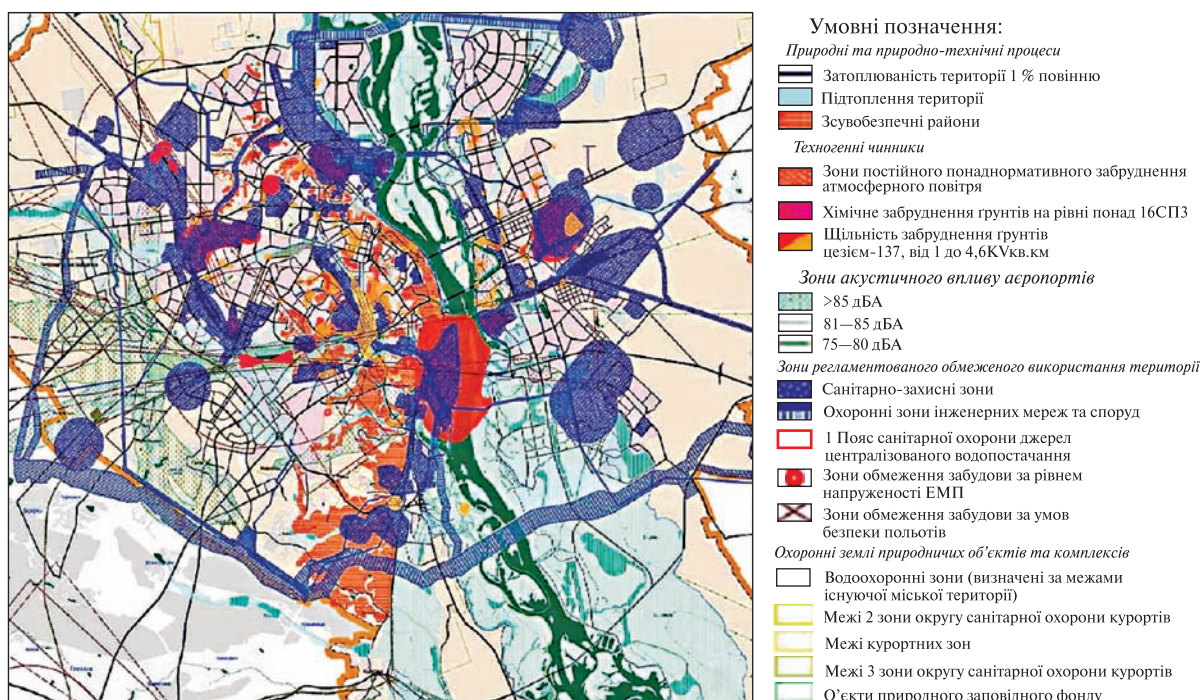 Умовні позначення:
Природні та природно-технічні процеси
Затоплюваність території 1 % повінню
Підтоплення території
Зсувобезпечні райони
Техногенні чинники
Зони постійного понаднормативного забруднення
атмосферного повітря
Хімічне забруднення ґрунтів на рівні понад 16СПЗ
Щільність забруднення ґрунтів
цезієм-137, від 1 до 4,6KVкв.км
Зони акустичного впливу аєропортів
>85 дБА
81—85 дБА
75—80 дБА
Зони регламентованого обмеженого використання території
Санітарно-захисні зони
Охоронні зони інженерних мереж та споруд
1 Пояс санітарної охорони джерел
централізованого водопостачання
Зони обмеження забудови за рівнем
напруженості ЕМП
Зони обмеження забудови за умов
безпеки польотів
Охоронні землі природничих об’єктів та комплексів
Водоохоронні зони (визначені за межами
існуючої міської території)
Межі 2 зони округу санітарної охорони курортів
Межі курортних зон
Межі 3 зони округу санітарної охорони курортів
О’єкти природного заповідного фонду